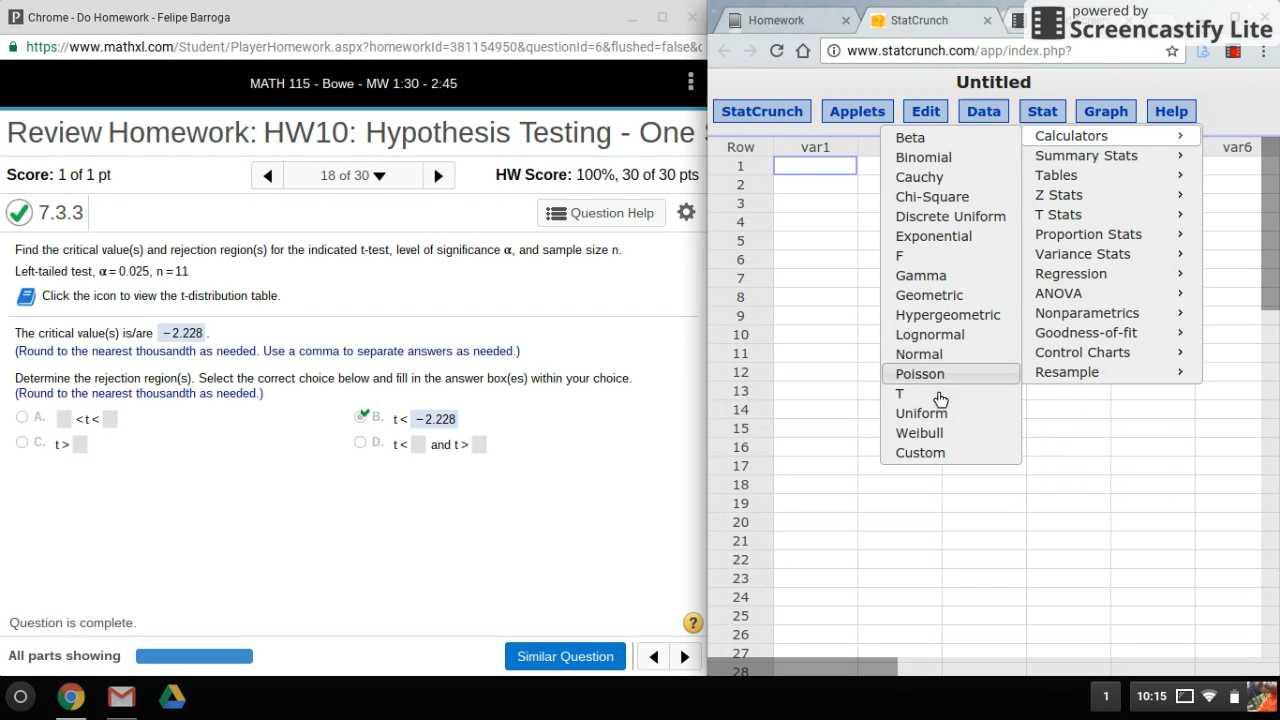 Chrome - Do Homework - Felipe Barroga
https://www.mathxl.com/Student/PlayerHomework.aspx?homeworkId=381154950&questionId=6&flushed=false&
MATH 115 - Bowe - MW 1:30 - 2:45
Review Homework: HW10: Hypothesis Testing - One
Score: 1 of 1 pt
18 of 30
HW Score: 100%, 30 of 30 pts
7.3.3
Question Help
Find the critical value(s) and rejection region(s) for the indicated t-test, level of significance α, and sample size n.
Left-tailed test, α = 0.025, n = 11
Click the icon to view the t-distribution table.
The critical value(s) is/are −2.228 .
(Round to the nearest thousandth as needed. Use a comma to separate answers as needed.)
Determine the rejection region(s). Select the correct choice below and fill in the answer box(es) within your choice.
(Round to the nearest thousandth as needed.)
A. < t <
B. t < −2.228
C. t >
D. t < and t >
Question is complete.
?
All parts showing
Similar Question
Homework
StatCrunch
powered by
Screencastify Lite
www.statcrunch.com/app/index.php?
Untitled
StatCrunch Applets Edit Data Stat Graph Help
Row var1 var6
1
2
3
4
5
6
7
8
9
10
11
12
13
14
15
16
17
18
19
20
21
22
23
24
25
26
27
28
Beta
Binomial
Cauchy
Chi-Square
Discrete Uniform
Exponential
F
Gamma
Geometric
Hypergeometric
Lognormal
Normal
Poisson
T
Uniform
Weibull
Custom
Calculators
Summary Stats
Tables
Z Stats
T Stats
Proportion Stats
Variance Stats
Regression
ANOVA
Nonparametrics
Goodness-of-fit
Control Charts
Resample
1
10:15